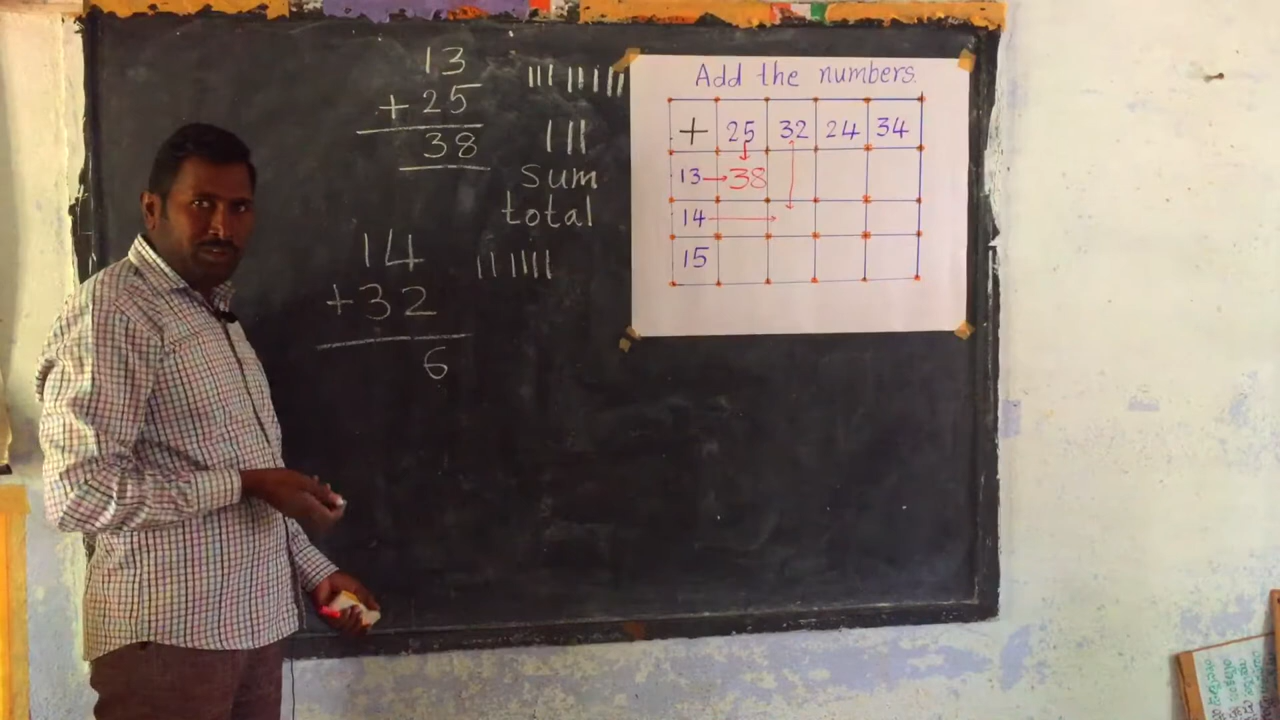 13
+ 25
38
sum
total
14
+32
6
Add the numbers.
+ 25 32 24 34
13 38
14
15